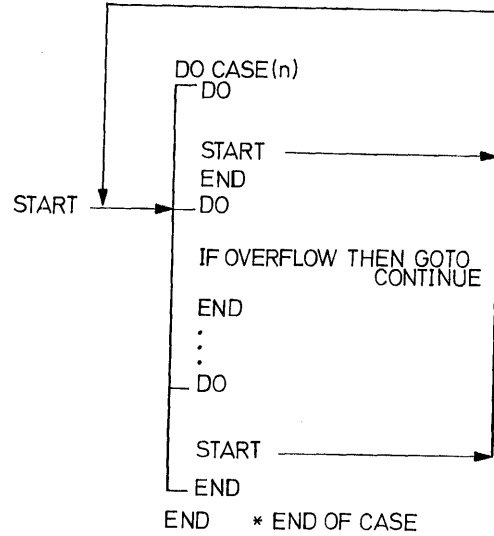 DO CASE(n)
DO
START
END
START
DO
IF OVERFLOW THEN GOTO
CONTINUE
END
DO
START
END
END * END OF CASE